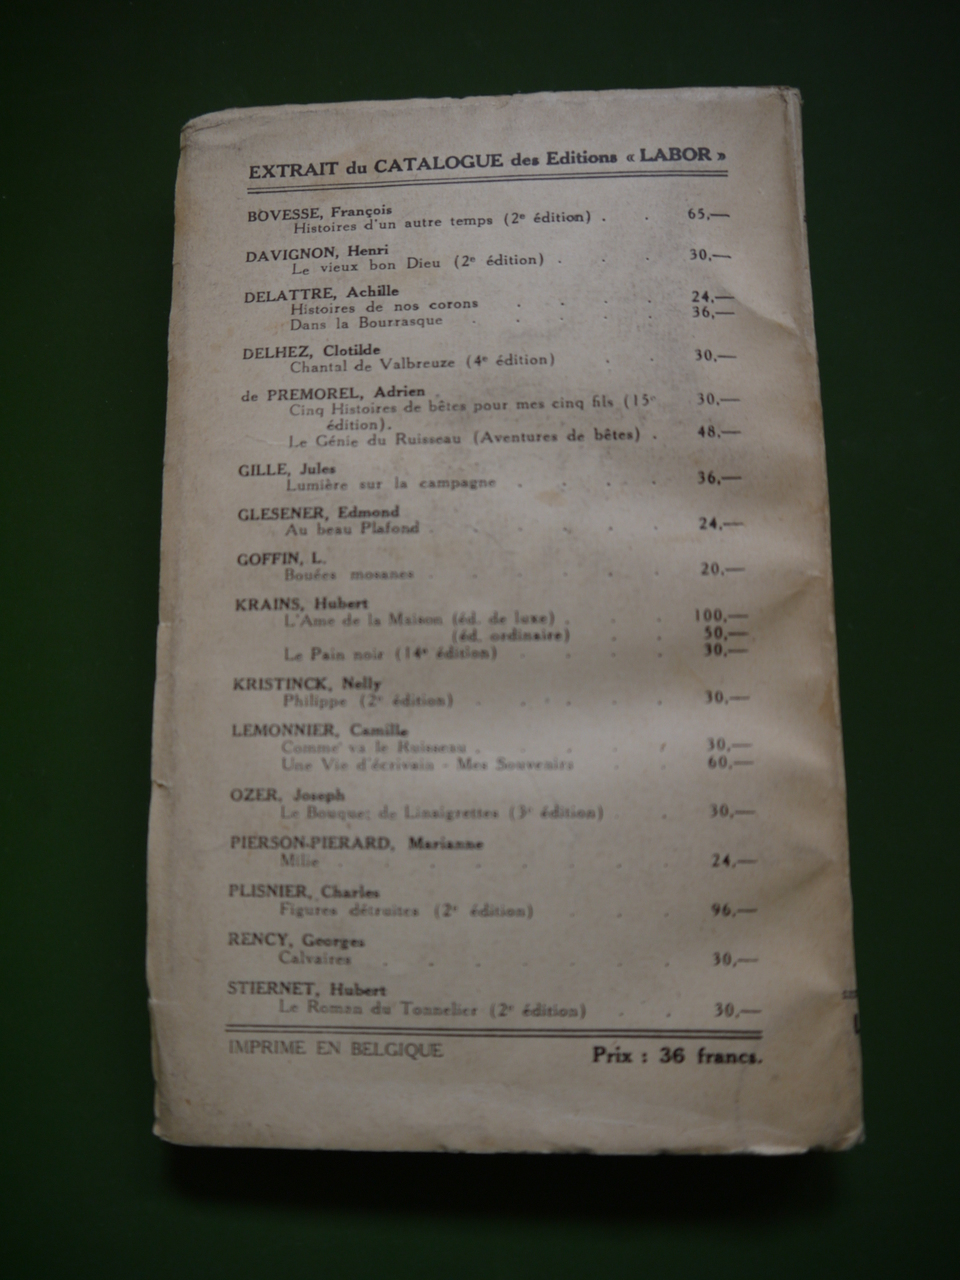 EXTRAIT du CATALOGUE des Editions « LABOR »
BOVESSE, François
Histoires d'un autre temps (2e édition) . . 65,—
DAVIGNON, Henri
Le vieux bon Dieu (2e édition) . . . 30,—
DELATTRE, Achille
Histoires de nos corons . . . . 24,—
Dans la Bourrasque . . . . . 36,—
DELHEZ, Clotilde
Chantal de Valbreuze (4e édition) . . 30,—
de PREMOREL, Adrien
Cinq Histoires de bêtes pour mes cinq fils (15e 30,—
édition).
Le Génie du Ruisseau (Aventures de bêtes) . 48,—
GILLE, Jules
Lumière sur la campagne . . . . 36,—
GLESENER, Edmond
Au beau Plafond . . . . . 24,—
GOFFIN, L.
Bouées mosanes . . . . . . 20,—
KRAINS, Hubert
L'Ame de la Maison (éd. de luxe) . . . 100,—
(éd. ordinaire) . . 50,—
Le Pain noir (14e édition) . . . . 30,—
KRISTINCK, Nelly
Philippe (2e édition) . . . . . 30,—
LEMONNIER, Camille
Comme va le Ruisseau . . . . . 30,—
Une Vie d'écrivain - Mes Souvenirs . . 60,—
OZER, Joseph
Le Bouquet de Linaigrettes (3e édition) . . 30,—
PIERSON-PIERARD, Marianne
Milie . . . . . . . 24,—
PLISNIER, Charles
Figures détruites (2e édition) . . . 96,—
RENCY, Georges
Calvaires . . . . . . . 30,—
STIERNET, Hubert
Le Roman du Tonnelier (2e édition) . . 30,—
IMPRIME EN BELGIQUE Prix : 36 francs.